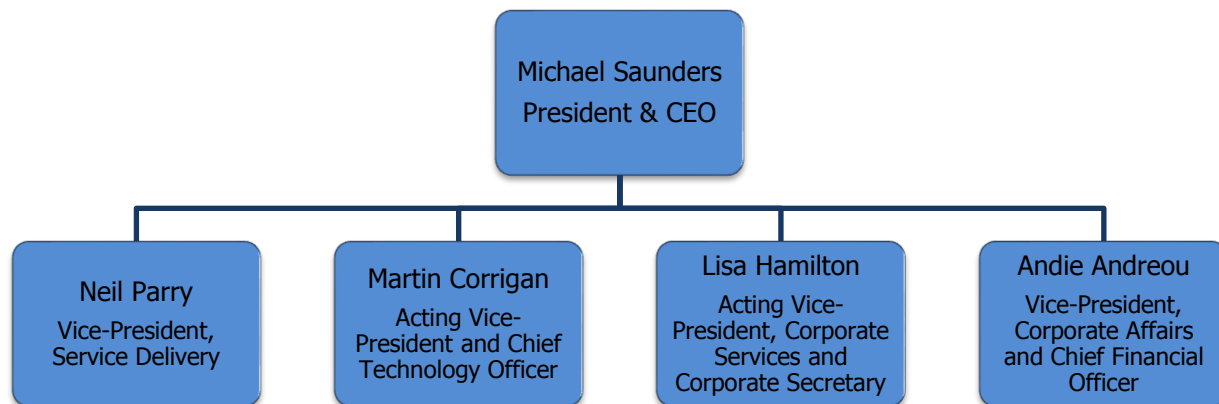 Michael Saunders
President & CEO
Neil Parry
Vice-President,
Service Delivery
Martin Corrigan
Acting Vice-
President and Chief
Technology Officer
Lisa Hamilton
Acting Vice-
President, Corporate
Services and
Corporate Secretary
Andie Andreou
Vice-President,
Corporate Affairs
and Chief Financial
Officer